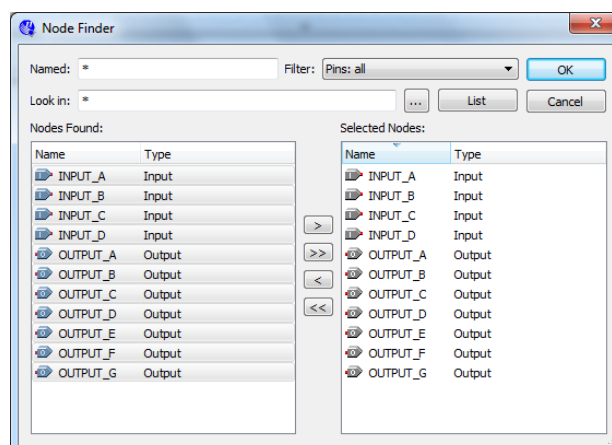 Node Finder
Named: * Filter: Pins: all OK
Look in: * ... List Cancel
Nodes Found: Selected Nodes:
Name Type Name Type
INPUT_A Input INPUT_A Input
INPUT_B Input INPUT_B Input
INPUT_C Input INPUT_C Input
INPUT_D Input INPUT_D Input
OUTPUT_A Output OUTPUT_A Output
OUTPUT_B Output OUTPUT_B Output
OUTPUT_C Output OUTPUT_C Output
OUTPUT_D Output OUTPUT_D Output
OUTPUT_E Output OUTPUT_E Output
OUTPUT_F Output OUTPUT_F Output
OUTPUT_G Output OUTPUT_G Output
>
>>
<
<<